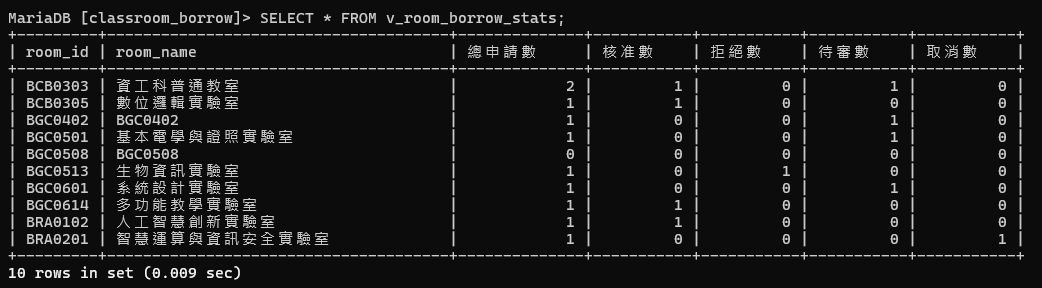 MariaDB [classroom_borrow]> SELECT * FROM v_room_borrow_stats;
+----------+---------------------------------------+--------------+-----------+-----------+-----------+-----------+
| room_id | room_name | 總申請數 | 核准數 | 拒絕數 | 待審數 | 取消數 |
+----------+---------------------------------------+--------------+-----------+-----------+-----------+-----------+
| BCB0303 | 資工科普通教室 | 2 | 1 | 0 | 1 | 0 |
| BCB0305 | 數位邏輯實驗室 | 1 | 1 | 0 | 0 | 0 |
| BGC0402 | BGC0402 | 1 | 0 | 0 | 1 | 0 |
| BGC0501 | 基本電學與證照實驗室 | 1 | 0 | 0 | 1 | 0 |
| BGC0508 | BGC0508 | 0 | 0 | 0 | 0 | 0 |
| BGC0513 | 生物資訊實驗室 | 1 | 0 | 1 | 0 | 0 |
| BGC0601 | 系統設計實驗室 | 1 | 0 | 0 | 1 | 0 |
| BGC0614 | 多功能教學實驗室 | 1 | 1 | 0 | 0 | 0 |
| BRA0102 | 人工智慧創新實驗室 | 1 | 1 | 0 | 0 | 0 |
| BRA0201 | 智慧運算與資訊安全實驗室 | 1 | 0 | 0 | 0 | 1 |
+----------+---------------------------------------+--------------+-----------+-----------+-----------+-----------+
10 rows in set (0.009 sec)